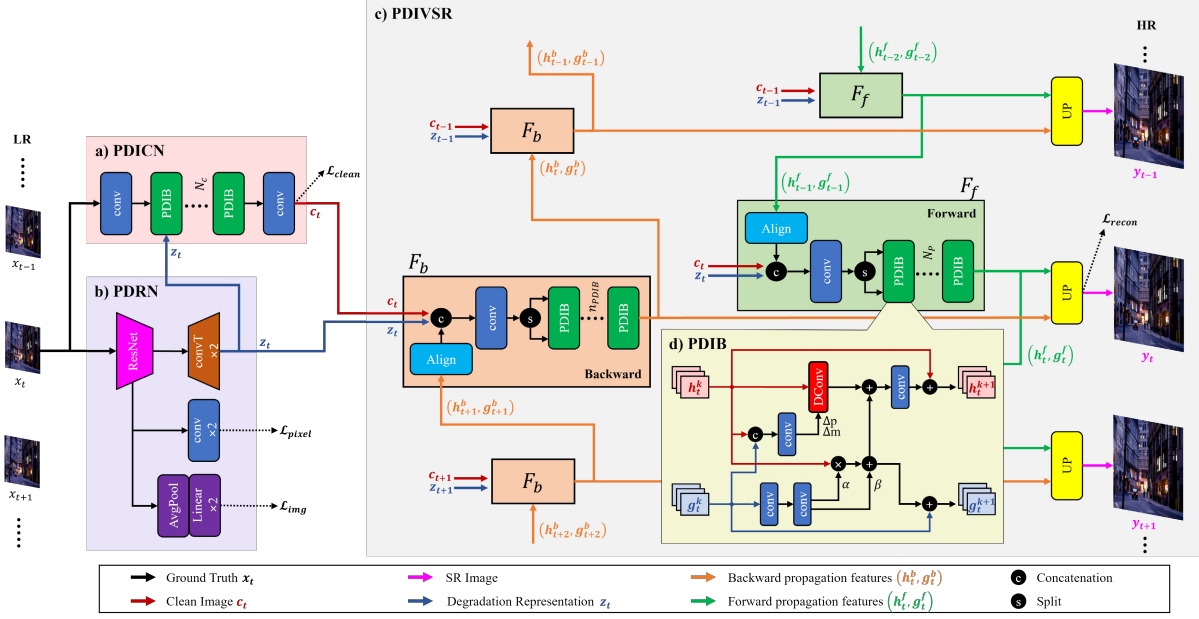 c) PDIVSR
HR
LR
a) PDICN
conv
PDIB
N_c
PDIB
conv
ℒ_clean
c_t
z_t
x_{t-1}
x_t
x_{t+1}
b) PDRN
ResNet
convT ×2
z_t
conv ×2
ℒ_pixel
AvgPool
Linear ×2
ℒ_img
(h^b_{t-1}, g^b_{t-1})
c_{t-1}
z_{t-1}
F_b
(h^b_t, g^b_t)
(h^f_{t-2}, g^f_{t-2})
c_{t-1}
z_{t-1}
F_f
UP
y_{t-1}
(h^f_{t-1}, g^f_{t-1})
F_f
Forward
Align
c_t
z_t
c
conv
s
PDIB
N_P
PDIB
ℒ_recon
UP
y_t
(h^f_t, g^f_t)
F_b
c_t
z_t
c
conv
s
PDIB
n_PDIB
PDIB
Align
Backward
(h^b_{t+1}, g^b_{t+1})
c_{t+1}
z_{t+1}
F_b
(h^b_{t+2}, g^b_{t+2})
d) PDIB
h^k_t
DConv
+
conv
+
h^{k+1}_t
c
conv
Δp
Δm
×
+
α
β
g^k_t
conv
conv
+
g^{k+1}_t
UP
y_{t+1}
Ground Truth x_t
SR Image
Backward propagation features (h^b_t, g^b_t)
c Concatenation
Clean Image c_t
Degradation Representation z_t
Forward propagation features (h^f_t, g^f_t)
s Split